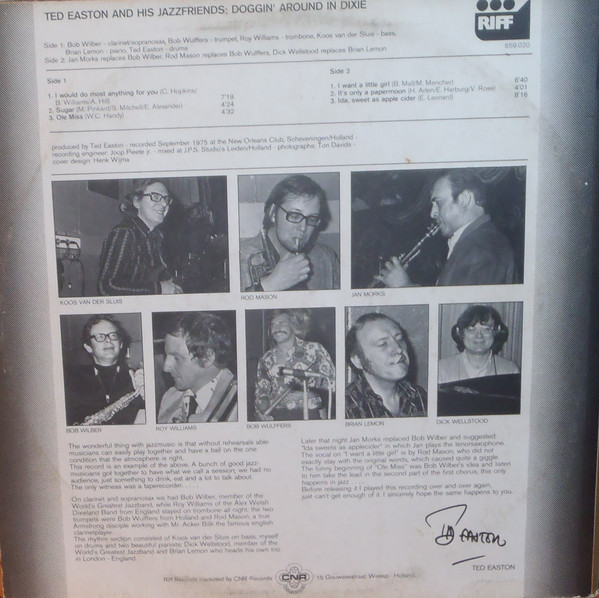 TED EASTON AND HIS JAZZFRIENDS; DOGGIN' AROUND IN DIXIE
RIFF
659.020
Side 1: Bob Wilber - clarinet/sopranosax, Bob Wulffers - trumpet, Roy Williams - trombone, Koos van der Sluis - bass,
Brian Lemon - piano, Ted Easton - drums
Side 2: Jan Morks replaces Bob Wilber, Rod Mason replaces Bob Wulffers, Dick Wellstood replaces Brian Lemon
Side 1
1. I would do most anything for you (C. Hopkins/
B. Williams/A. Hill) 7'19
2. Sugar (M. Pinkard/S. Mitchell/E. Alexander) 4'24
3. Ole Miss (W.C. Handy) 4'32
Side 2
1. I want a little girl (B. Moll/M. Mencher) 6'40
2. It's only a papermoon (H. Arlen/E. Harburg/V. Rose) 4'01
3. Ida, sweet as apple cider (E. Leonard) 8'16
produced by Ted Easton - recorded September 1975 at the New Orleans Club, Scheveningen/Holland -
recording engineer: Joop Peete jr. - mixed at J.P.S. Studio's Leiden/Holland - photographs: Ton Davids -
cover design: Henk Wijma
KOOS VAN DER SLUIS
ROD MASON
JAN MORKS
BOB WILBER
ROY WILLIAMS
BOB WULFFERS
BRIAN LEMON
DICK WELLSTOOD
The wonderful thing with jazzmusic is that without rehearsals able
musicians can easily play together and have a ball on the one
condition that the atmosphere is right.
This record is an example of the above. A bunch of good jazz-
musicians got together to have what we call a session; we had no
audience, just something to drink, eat and a lot to talk about.
The only witness was a taperecorder . . .
On clarinet and sopranosax we had Bob Wilber, member of the
World's Greatest Jazzband, while Roy Williams of the Alex Welsh
Dixieland Band from England stayed on trombone all night; the two
trumpets were Bob Wulffers from Holland and Rod Mason, a true
Armstrong disciple working with Mr. Acker Bilk the famous english
clarinetplayer.
The rhythm section consisted of Koos van der Sluis on bass, myself
on drums and two beautiful pianists; Dick Wellstood, member of the
World's Greatest Jazzband and Brian Lemon who heads his own trio
in London - England.
Later that night Jan Morks replaced Bob Wilber and suggested
"Ida sweets as applecider" in which Jan plays the tenorsaxophone.
The vocal on "I want a little girl" is by Rod Mason, who did not
exactly stay with the original words, which caused quite a giggle.
The funny beginning of "Ole Miss" was Bob Wilber's idea and listen
to him take the lead in the second part of the first chorus, this only
happens in jazz.
Before releasing it I played this recording over and over again,
just can't get enough of it. I sincerely hope the same happens to you.
TED EASTON
TED EASTON
Riff Records marketed by CNR Records
CNR
15 Gouwestraat Weesp - Holland